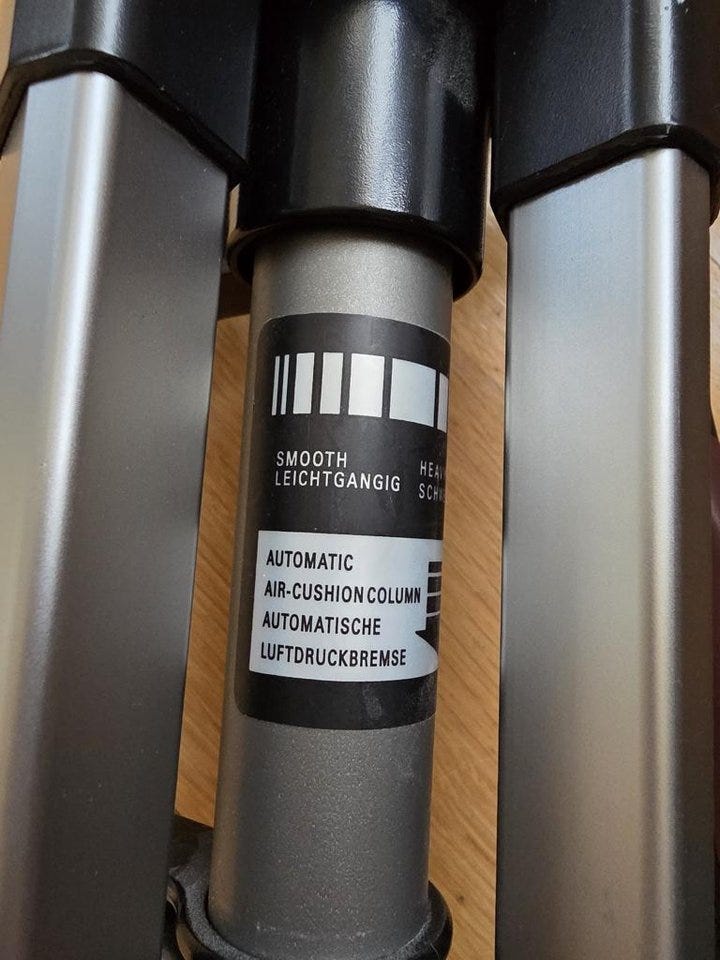 SMOOTH
LEICHTGANGIG
AUTOMATIC
AIR-CUSHION COLUMN
AUTOMATISCHE
LUFTDRUCKBREMSE